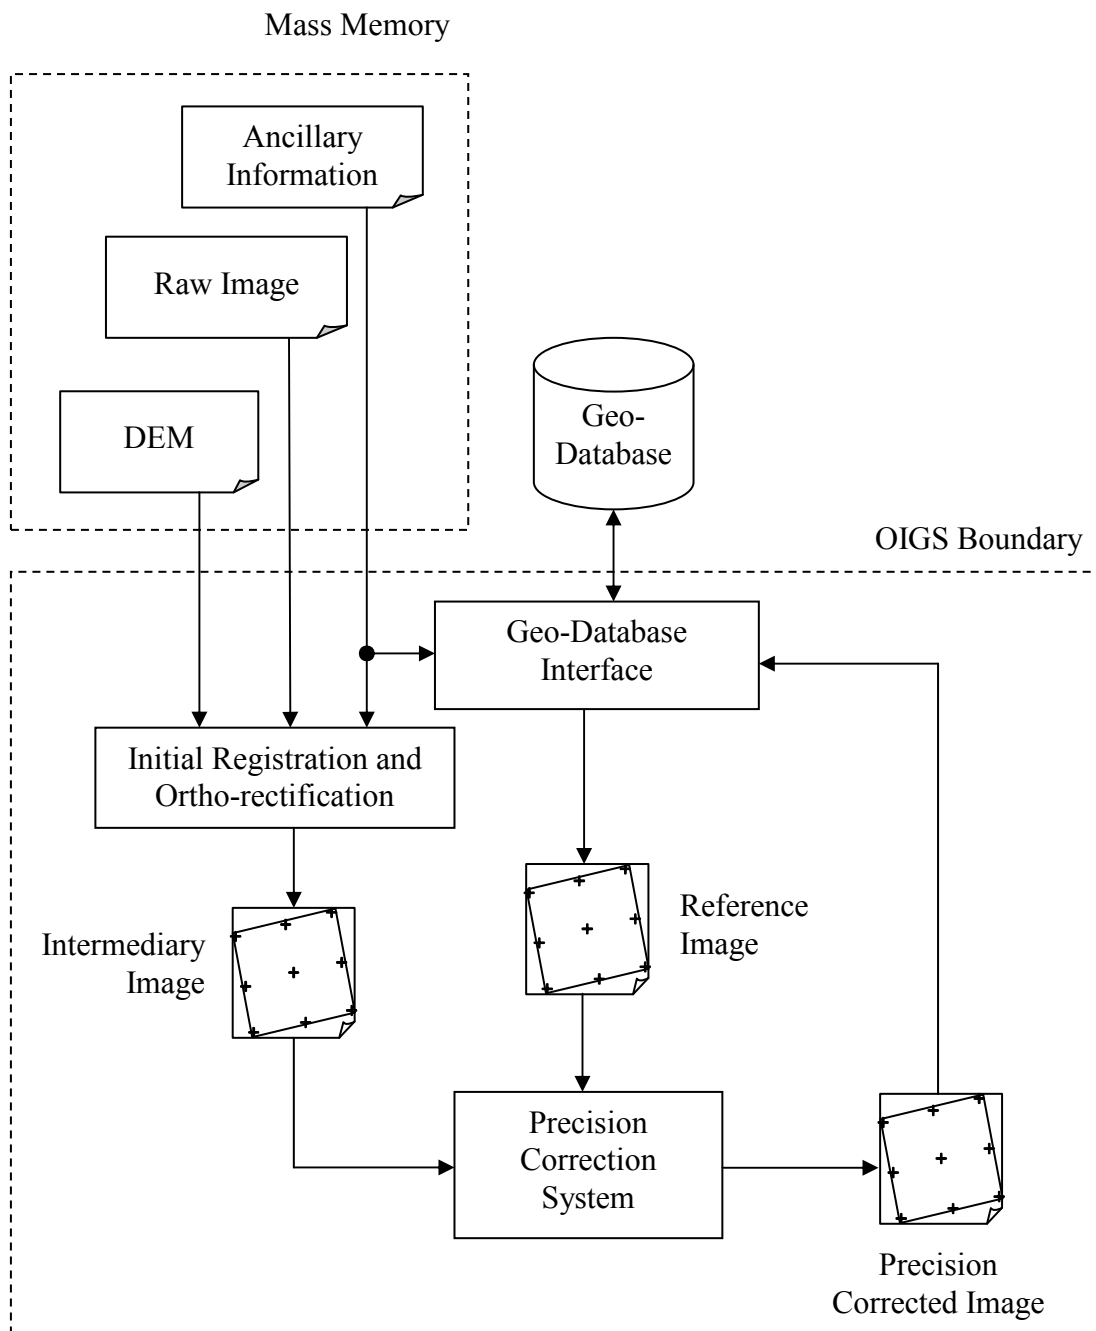 Mass Memory
Ancillary
Information
Raw Image
DEM
Geo-
Database
OIGS Boundary
Geo-Database
Interface
Initial Registration and
Ortho-rectification
Intermediary
Image
Reference
Image
Precision
Correction
System
Precision
Corrected Image